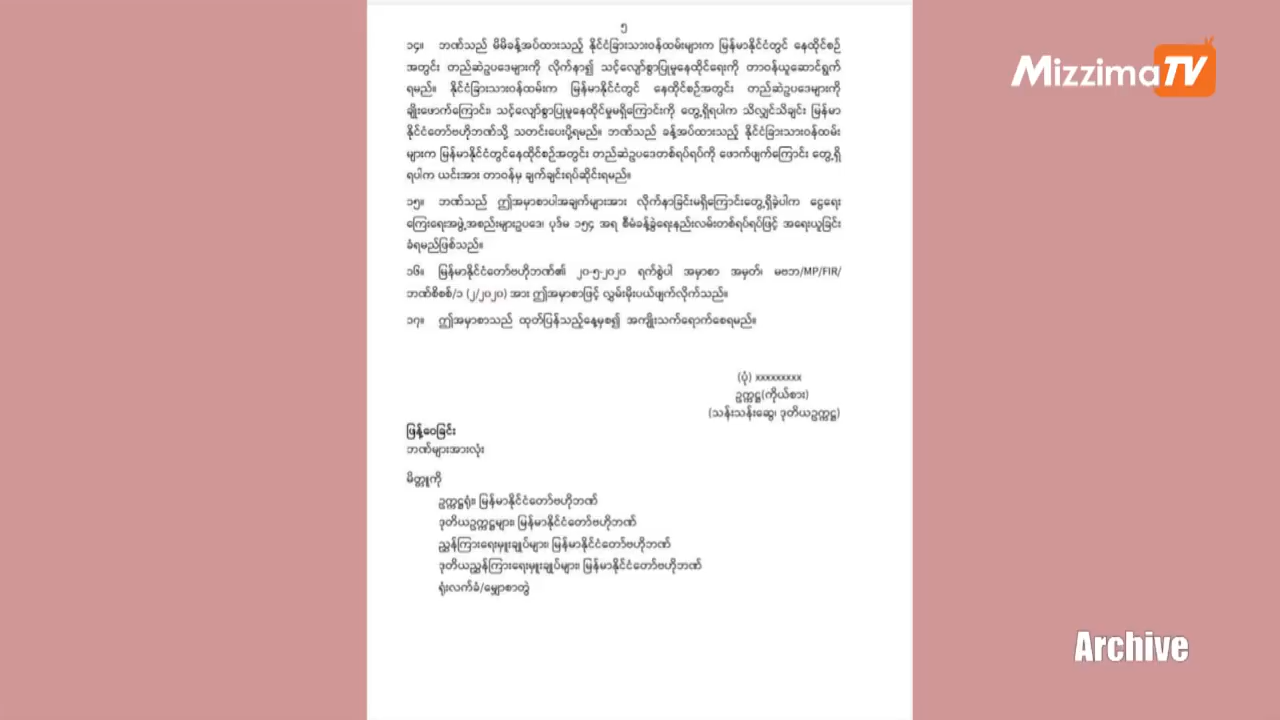 ၅
Mizzima TV
၁၄။ ဘဏ်သည် မိမိခန့်အပ်ထားသည့် နိုင်ငံခြားသားဝန်ထမ်းများက မြန်မာနိုင်ငံတွင် နေထိုင်စဉ်
အတွင်း တည်ဆဲဥပဒေများကို လိုက်နာ၍ သင့်လျော်စွာပြုမူနေထိုင်ရေးကို တာဝန်ယူဆောင်ရွက်
ရမည်။ နိုင်ငံခြားသားဝန်ထမ်းက မြန်မာနိုင်ငံတွင် နေထိုင်စဉ်အတွင်း တည်ဆဲဥပဒေများကို
ချိုးဖောက်ကြောင်း၊ သင့်လျော်စွာပြုမူနေထိုင်မှုမရှိကြောင်းကို တွေ့ရှိရပါက သိလျှင်သိချင်း မြန်မာ
နိုင်ငံတော်ဗဟိုဘဏ်သို့ သတင်းပေးပို့ရမည်။ ဘဏ်သည် ခန့်အပ်ထားသည့် နိုင်ငံခြားသားဝန်ထမ်း
များက မြန်မာနိုင်ငံတွင်နေထိုင်စဉ်အတွင်း တည်ဆဲဥပဒေတစ်ရပ်ရပ်ကို ဖောက်ဖျက်ကြောင်း တွေ့ရှိ
ရပါက ယင်းအား တာဝန်မှ ချက်ချင်းရပ်ဆိုင်းရမည်။
၁၅။ ဘဏ်သည် ဤအမှာစာပါအချက်များအား လိုက်နာခြင်းမရှိကြောင်းတွေ့ရှိခဲ့ပါက ငွေရေး
ကြေးရေးအဖွဲ့အစည်းများဥပဒေ၊ ပုဒ်မ ၁၅၄ အရ စီမံခန့်ခွဲရေးနည်းလမ်းတစ်ရပ်ရပ်ဖြင့် အရေးယူခြင်း
ခံရမည်ဖြစ်သည်။
၁၆။ မြန်မာနိုင်ငံတော်ဗဟိုဘဏ်၏ ၂၀-၅-၂၀၂၀ ရက်စွဲပါ အမှာစာ အမှတ်၊ မဗဘ/MP/FIR/
ဘဏ်စိစစ်/၁ (၂/၂၀၂၀) အား ဤအမှာစာဖြင့် လွှမ်းမိုးပယ်ဖျက်လိုက်သည်။
၁၇။ ဤအမှာစာသည် ထုတ်ပြန်သည့်နေ့မှစ၍ အကျိုးသက်ရောက်စေရမည်။
(ပုံ) xxxxxxxxx
ဥက္ကဋ္ဌ(ကိုယ်စား)
(သန်းသန်းဆွေ၊ ဒုတိယဥက္ကဋ္ဌ)
ဖြန့်ဝေခြင်း
ဘဏ်များအားလုံး
မိတ္တူကို
ဥက္ကဋ္ဌရုံး၊ မြန်မာနိုင်ငံတော်ဗဟိုဘဏ်
ဒုတိယဥက္ကဋ္ဌများ၊ မြန်မာနိုင်ငံတော်ဗဟိုဘဏ်
ညွှန်ကြားရေးမှူးချုပ်များ၊ မြန်မာနိုင်ငံတော်ဗဟိုဘဏ်
ဒုတိယညွှန်ကြားရေးမှူးချုပ်များ၊ မြန်မာနိုင်ငံတော်ဗဟိုဘဏ်
ရုံးလက်ခံ/မျှောစာတွဲ
Archive